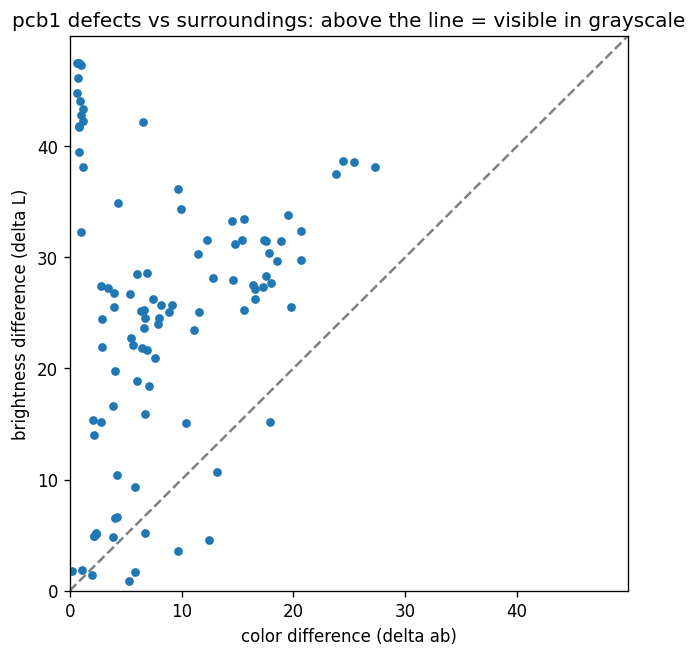 pcb1 defects vs surroundings: above the line = visible in grayscale
brightness difference (delta L)
40
30
20
10
0
0 10 20 30 40
color difference (delta ab)